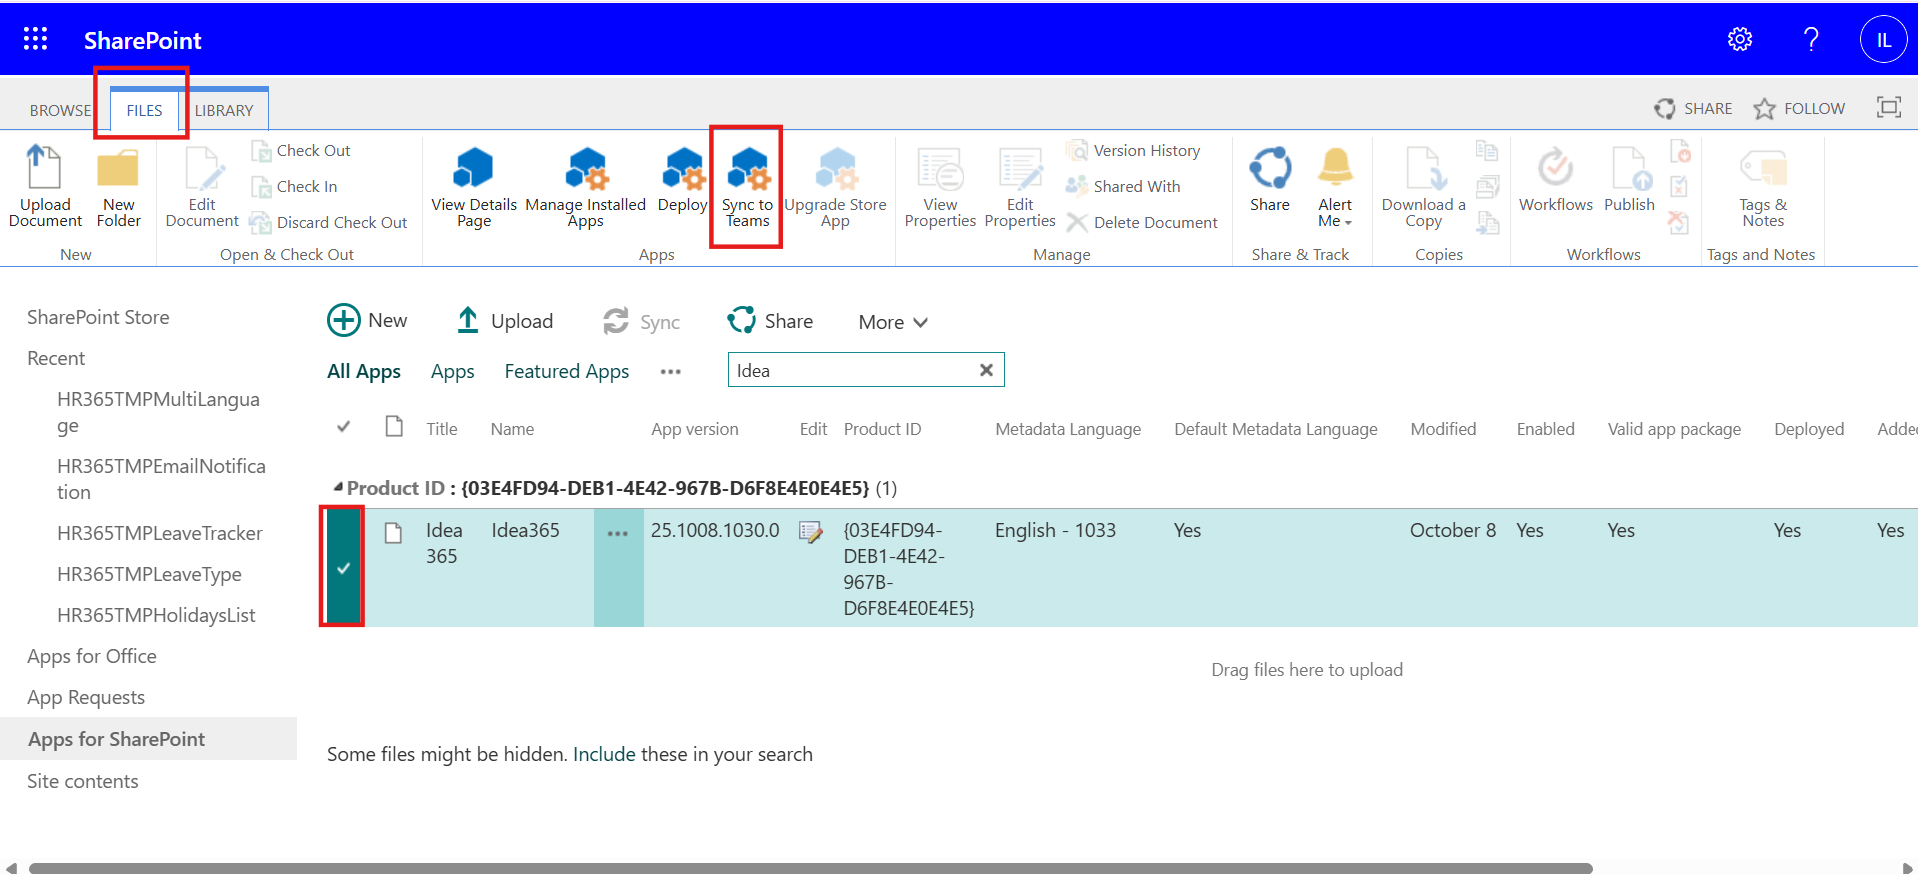 SharePoint
IL
BROWSE FILES LIBRARY
SHARE FOLLOW
Upload Document
New Folder
New
Edit Document
Check Out
Check In
Discard Check Out
Open & Check Out
View Details Page
Manage Installed Apps
Deploy
Sync to Teams
Upgrade Store App
Apps
View Properties
Edit Properties
Version History
Shared With
Delete Document
Manage
Share
Alert Me
Share & Track
Download a Copy
Copies
Workflows
Publish
Workflows
Tags & Notes
Tags and Notes
SharePoint Store
Recent
HR365TMPMultiLangua
ge
HR365TMPEmailNotifica
tion
HR365TMPLeaveTracker
HR365TMPLeaveType
HR365TMPHolidaysList
Apps for Office
App Requests
Apps for SharePoint
Site contents
New Upload Sync Share More
All Apps Apps Featured Apps ••• Idea
Title Name App version Edit Product ID Metadata Language Default Metadata Language Modified Enabled Valid app package Deployed Added
Product ID : {03E4FD94-DEB1-4E42-967B-D6F8E4E0E4E5} (1)
Idea 365 Idea365 ••• 25.1008.1030.0 {03E4FD94-DEB1-4E42-967B-D6F8E4E0E4E5} English - 1033 Yes October 8 Yes Yes Yes Yes
Drag files here to upload
Some files might be hidden. Include these in your search